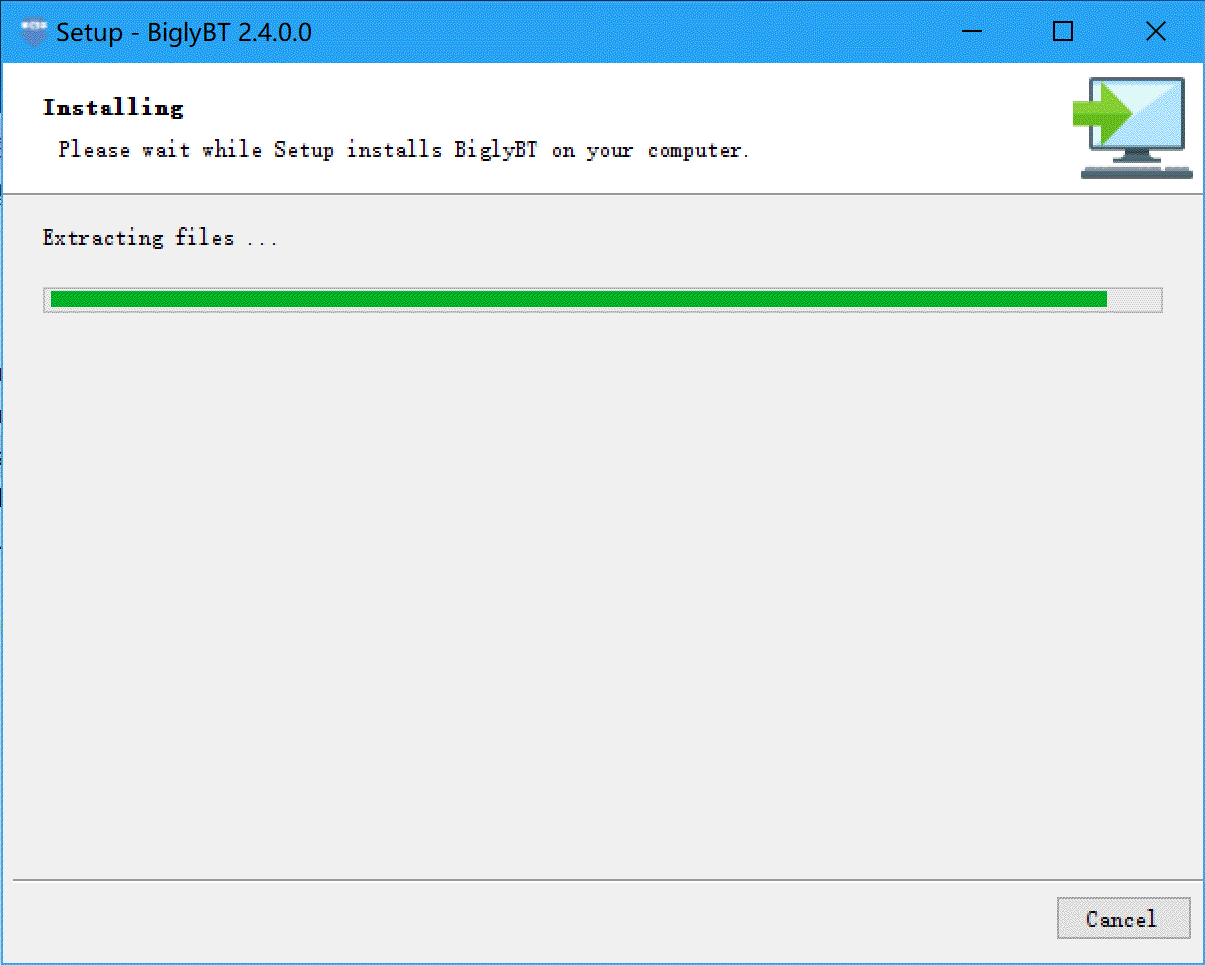 Setup - BiglyBT 2.4.0.0
Installing
Please wait while Setup installs BiglyBT on your computer.
Extracting files ...
Cancel